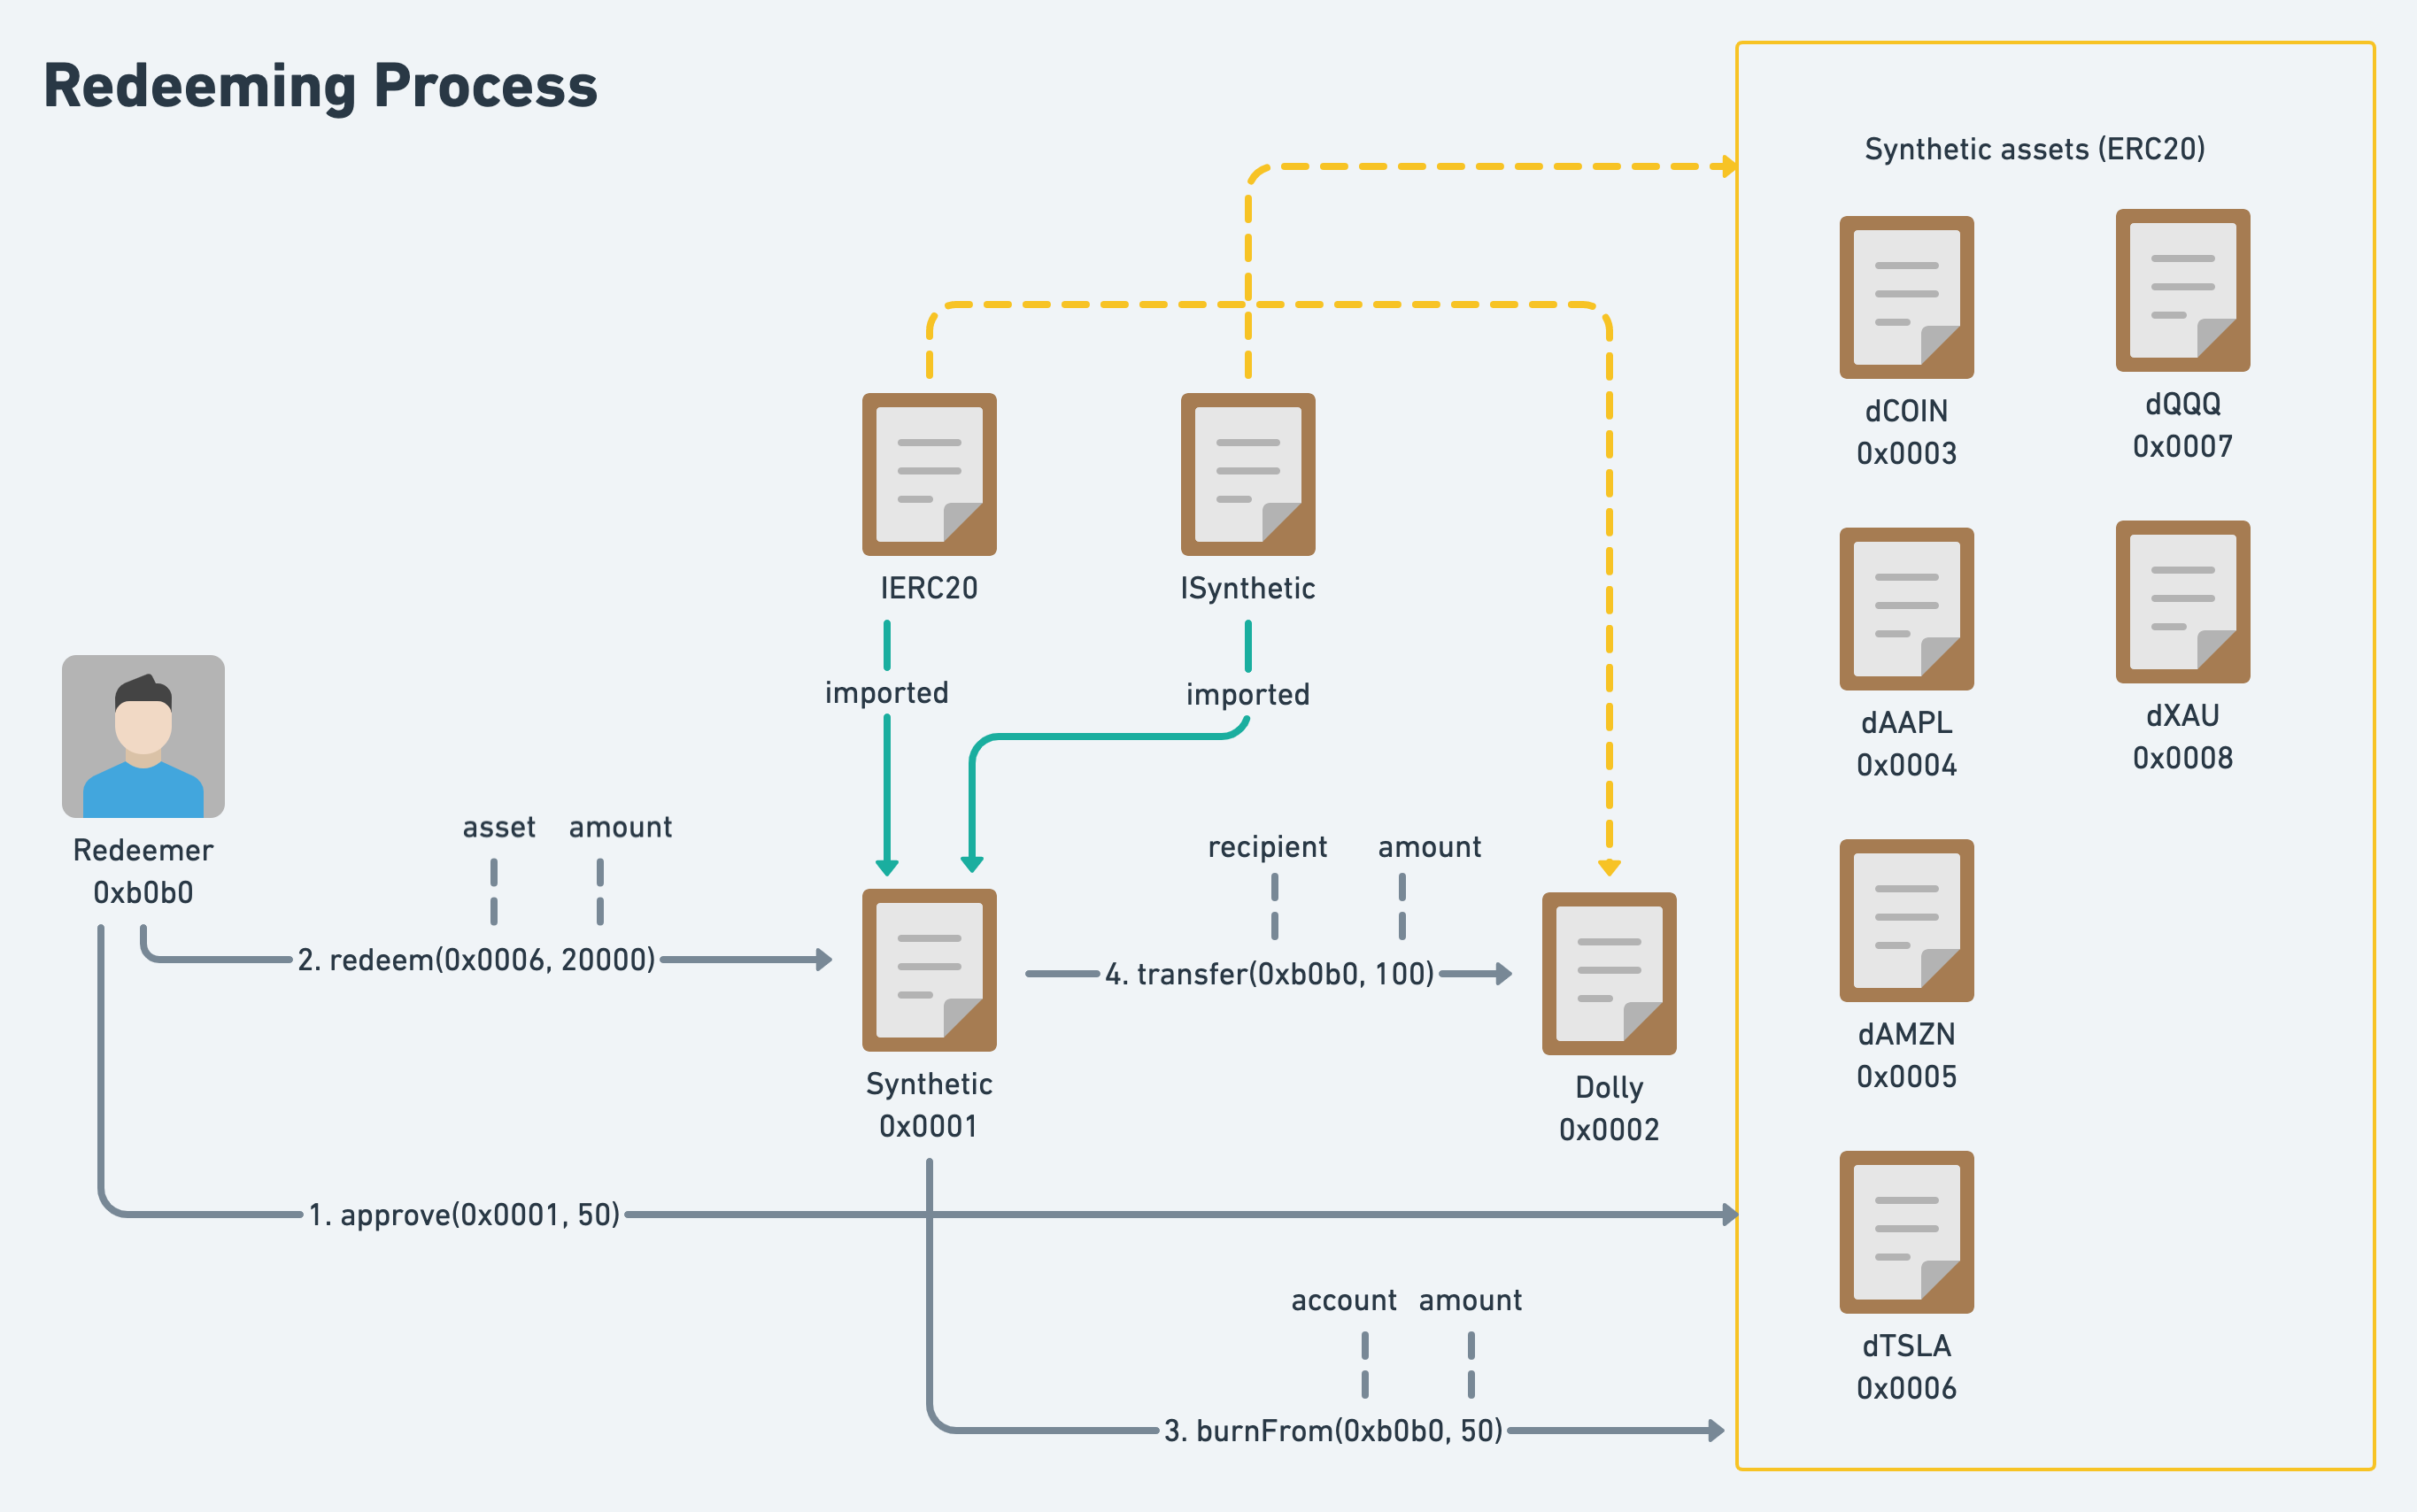 Redeeming Process
Synthetic assets (ERC20)
dCOIN
0x0003
dQQQ
0x0007
IERC20
ISynthetic
imported
imported
dAAPL
0x0004
dXAU
0x0008
Redeemer
0xb0b0
asset amount
2. redeem(0x0006, 20000)
recipient amount
4. transfer(0xb0b0, 100)
Synthetic
0x0001
Dolly
0x0002
dAMZN
0x0005
1. approve(0x0001, 50)
account amount
3. burnFrom(0xb0b0, 50)
dTSLA
0x0006